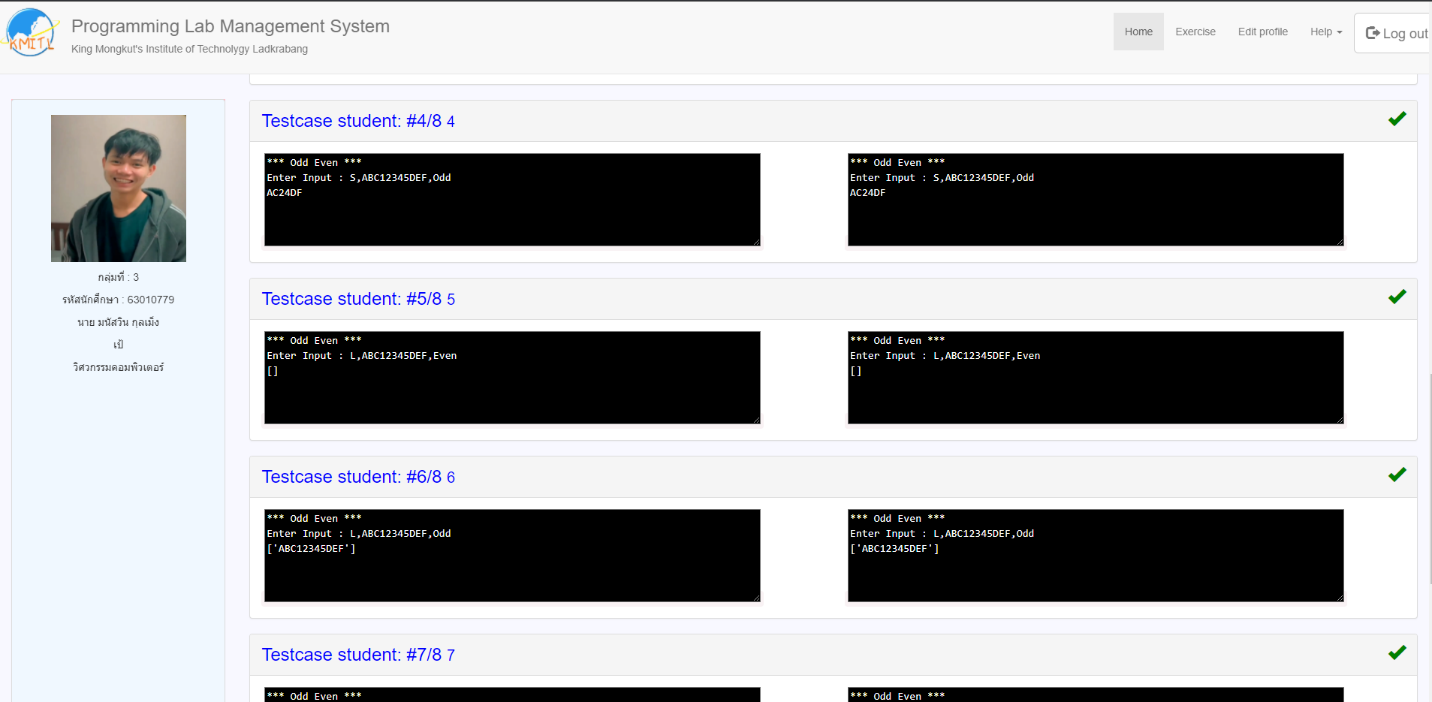 KMITL
Programming Lab Management System
King Mongkut's Institute of Technolygy Ladkrabang
Home
Exercise
Edit profile
Help
Log out
กลุ่มที่ : 3
รหัสนักศึกษา : 63010779
นาย มนัสวิน กุลเม็ง
เป้
วิศวกรรมคอมพิวเตอร์
Testcase student: #4/8 4
*** Odd Even ***
Enter Input : S,ABC12345DEF,Odd
AC24DF
*** Odd Even ***
Enter Input : S,ABC12345DEF,Odd
AC24DF
Testcase student: #5/8 5
*** Odd Even ***
Enter Input : L,ABC12345DEF,Even
[]
*** Odd Even ***
Enter Input : L,ABC12345DEF,Even
[]
Testcase student: #6/8 6
*** Odd Even ***
Enter Input : L,ABC12345DEF,Odd
['ABC12345DEF']
*** Odd Even ***
Enter Input : L,ABC12345DEF,Odd
['ABC12345DEF']
Testcase student: #7/8 7
*** Odd Even ***
*** Odd Even ***